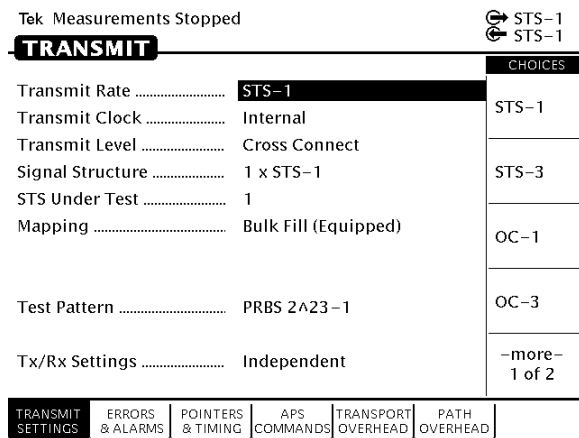 Tek Measurements Stopped
STS-1
STS-1
TRANSMIT
CHOICES
Transmit Rate ........................ STS-1
Transmit Clock ...................... Internal
Transmit Level ...................... Cross Connect
Signal Structure ................... 1 x STS-1
STS Under Test ..................... 1
Mapping ................................... Bulk Fill (Equipped)
Test Pattern ............................ PRBS 2^23-1
Tx/Rx Settings ...................... Independent
STS-1
STS-3
OC-1
OC-3
-more-
1 of 2
TRANSMIT SETTINGS
ERRORS & ALARMS
POINTERS & TIMING
APS COMMANDS
TRANSPORT OVERHEAD
PATH OVERHEAD